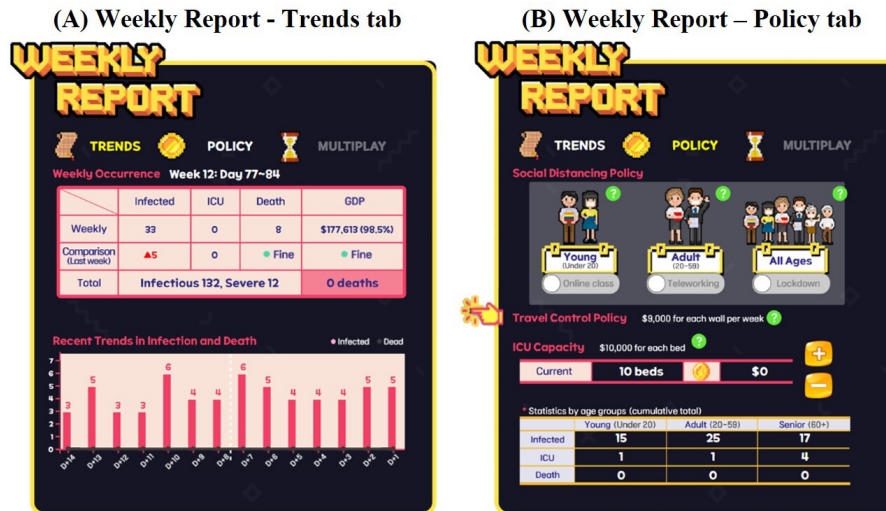 (A) Weekly Report - Trends tab
WEEKLY
REPORT
TRENDS POLICY MULTIPLAY
Weekly Occurrence Week 12: Day 77~84
Infected ICU Death GDP
Weekly 33 0 8 $177,613 (98.5%)
Comparison
(Last week) ▲5 0 Fine Fine
Total Infectious 132, Severe 12 0 deaths
Recent Trends in Infection and Death Infected Dead
7
6
5
4
3
2
1
0
3 5 3 3 6 4 4 6 5 4 4 4 5 5
D+14 D+13 D+12 D+11 D+10 D+9 D+8 D+7 D+6 D+5 D+4 D+3 D+2 D+1
(B) Weekly Report – Policy tab
WEEKLY
REPORT
TRENDS POLICY MULTIPLAY
Social Distancing Policy
? ? ?
Young
(Under 20)
Adult
(20-59)
All Ages
Online class Teleworking Lockdown
Travel Control Policy $9,000 for each wall per week ?
ICU Capacity $10,000 for each bed ?
Current 10 beds $0
+
−
* Statistics by age groups (cumulative total)
Young (Under 20) Adult (20~59) Senior (60+)
Infected 15 25 17
ICU 1 1 4
Death 0 0 0